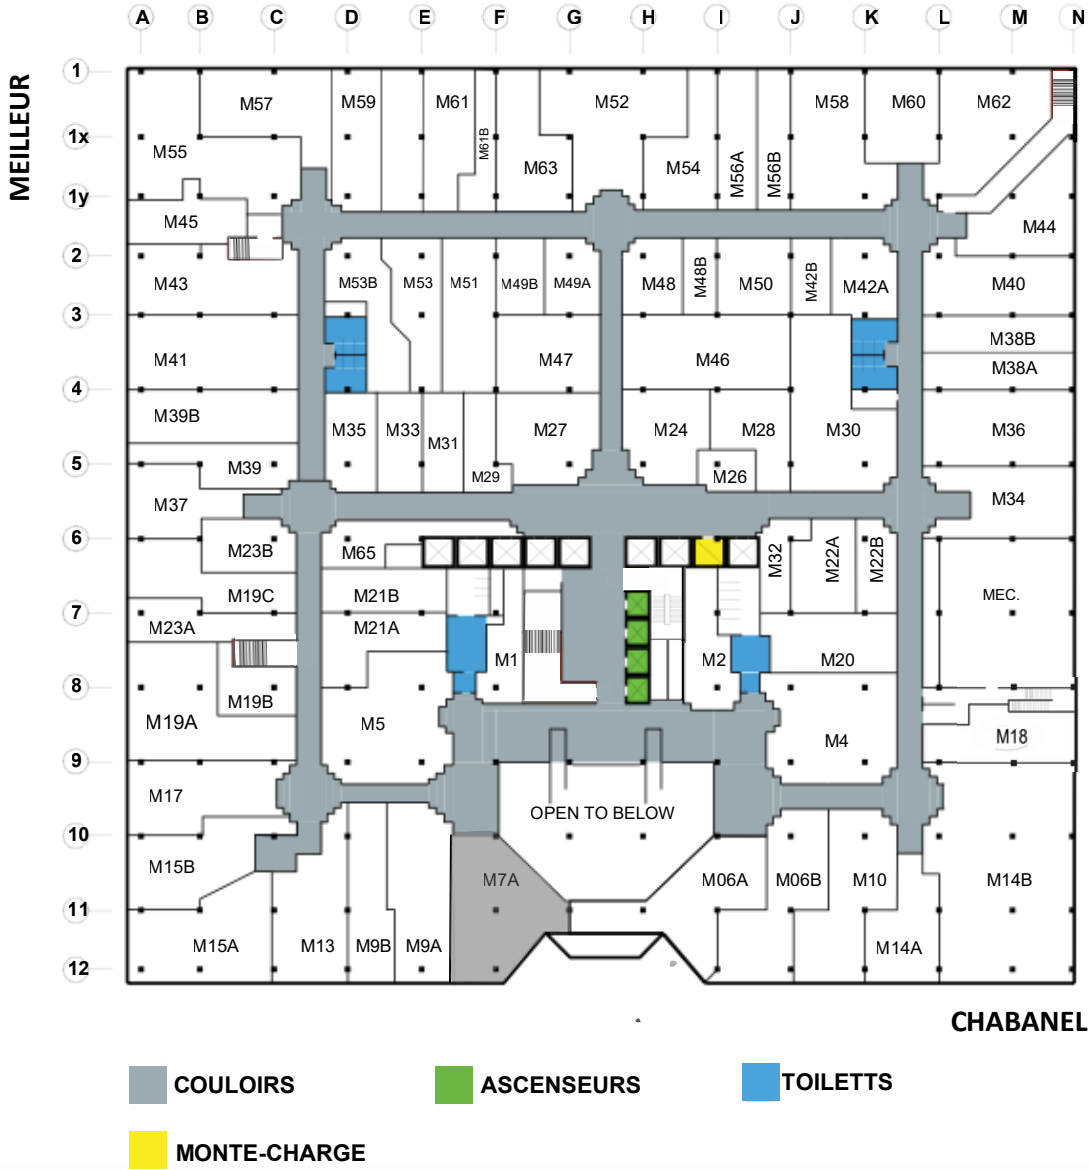 A B C D E F G H I J K L M N
MEILLEUR
1
M57 M59 M61 M52 M58 M60 M62
1x
M55 M61B M63 M54 M56A M56B
1y
M45 M44
2
M43 M53B M53 M51 M49B M49A M48 M48B M50 M42B M42A M40
3
M38B
M41 M47 M46
M38A
4
M39B
M35 M33 M31 M27 M24 M28 M30 M36
5
M39 M29 M26
M37 M34
6
M23B M65 M32 M22A M22B
M19C M21B MEC.
7
M23A M21A
M1 M2 M20
8
M19B
M19A M5 M4 M18
9
M17
OPEN TO BELOW
10
M15B M7A M06A M06B M10 M14B
11
M15A M13 M9B M9A M14A
12
CHABANEL
COULOIRS ASCENSEURS TOILETTS
MONTE-CHARGE